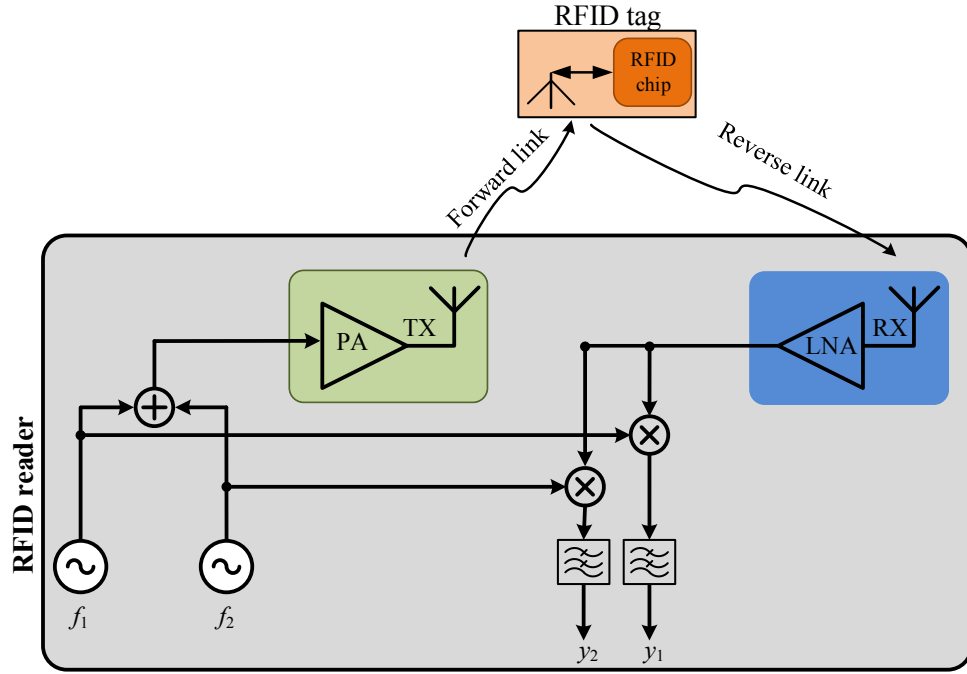 RFID tag
RFID
chip
Forward link
Reverse link
PA
TX
LNA
RX
RFID reader
f1
f2
y2
y1